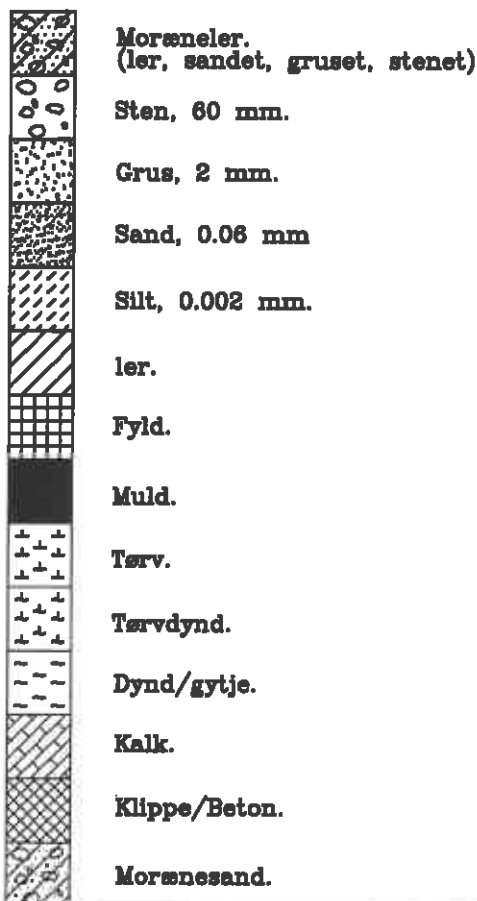 Moræneler.
(ler, sandet, gruset, stenet)
Sten, 60 mm.
Grus, 2 mm.
Sand, 0.06 mm
Silt, 0.002 mm.
ler.
Fyld.
Muld.
Tørv.
Tørvdynd.
Dynd/gytje.
Kalk.
Klippe/Beton.
Morænesand.